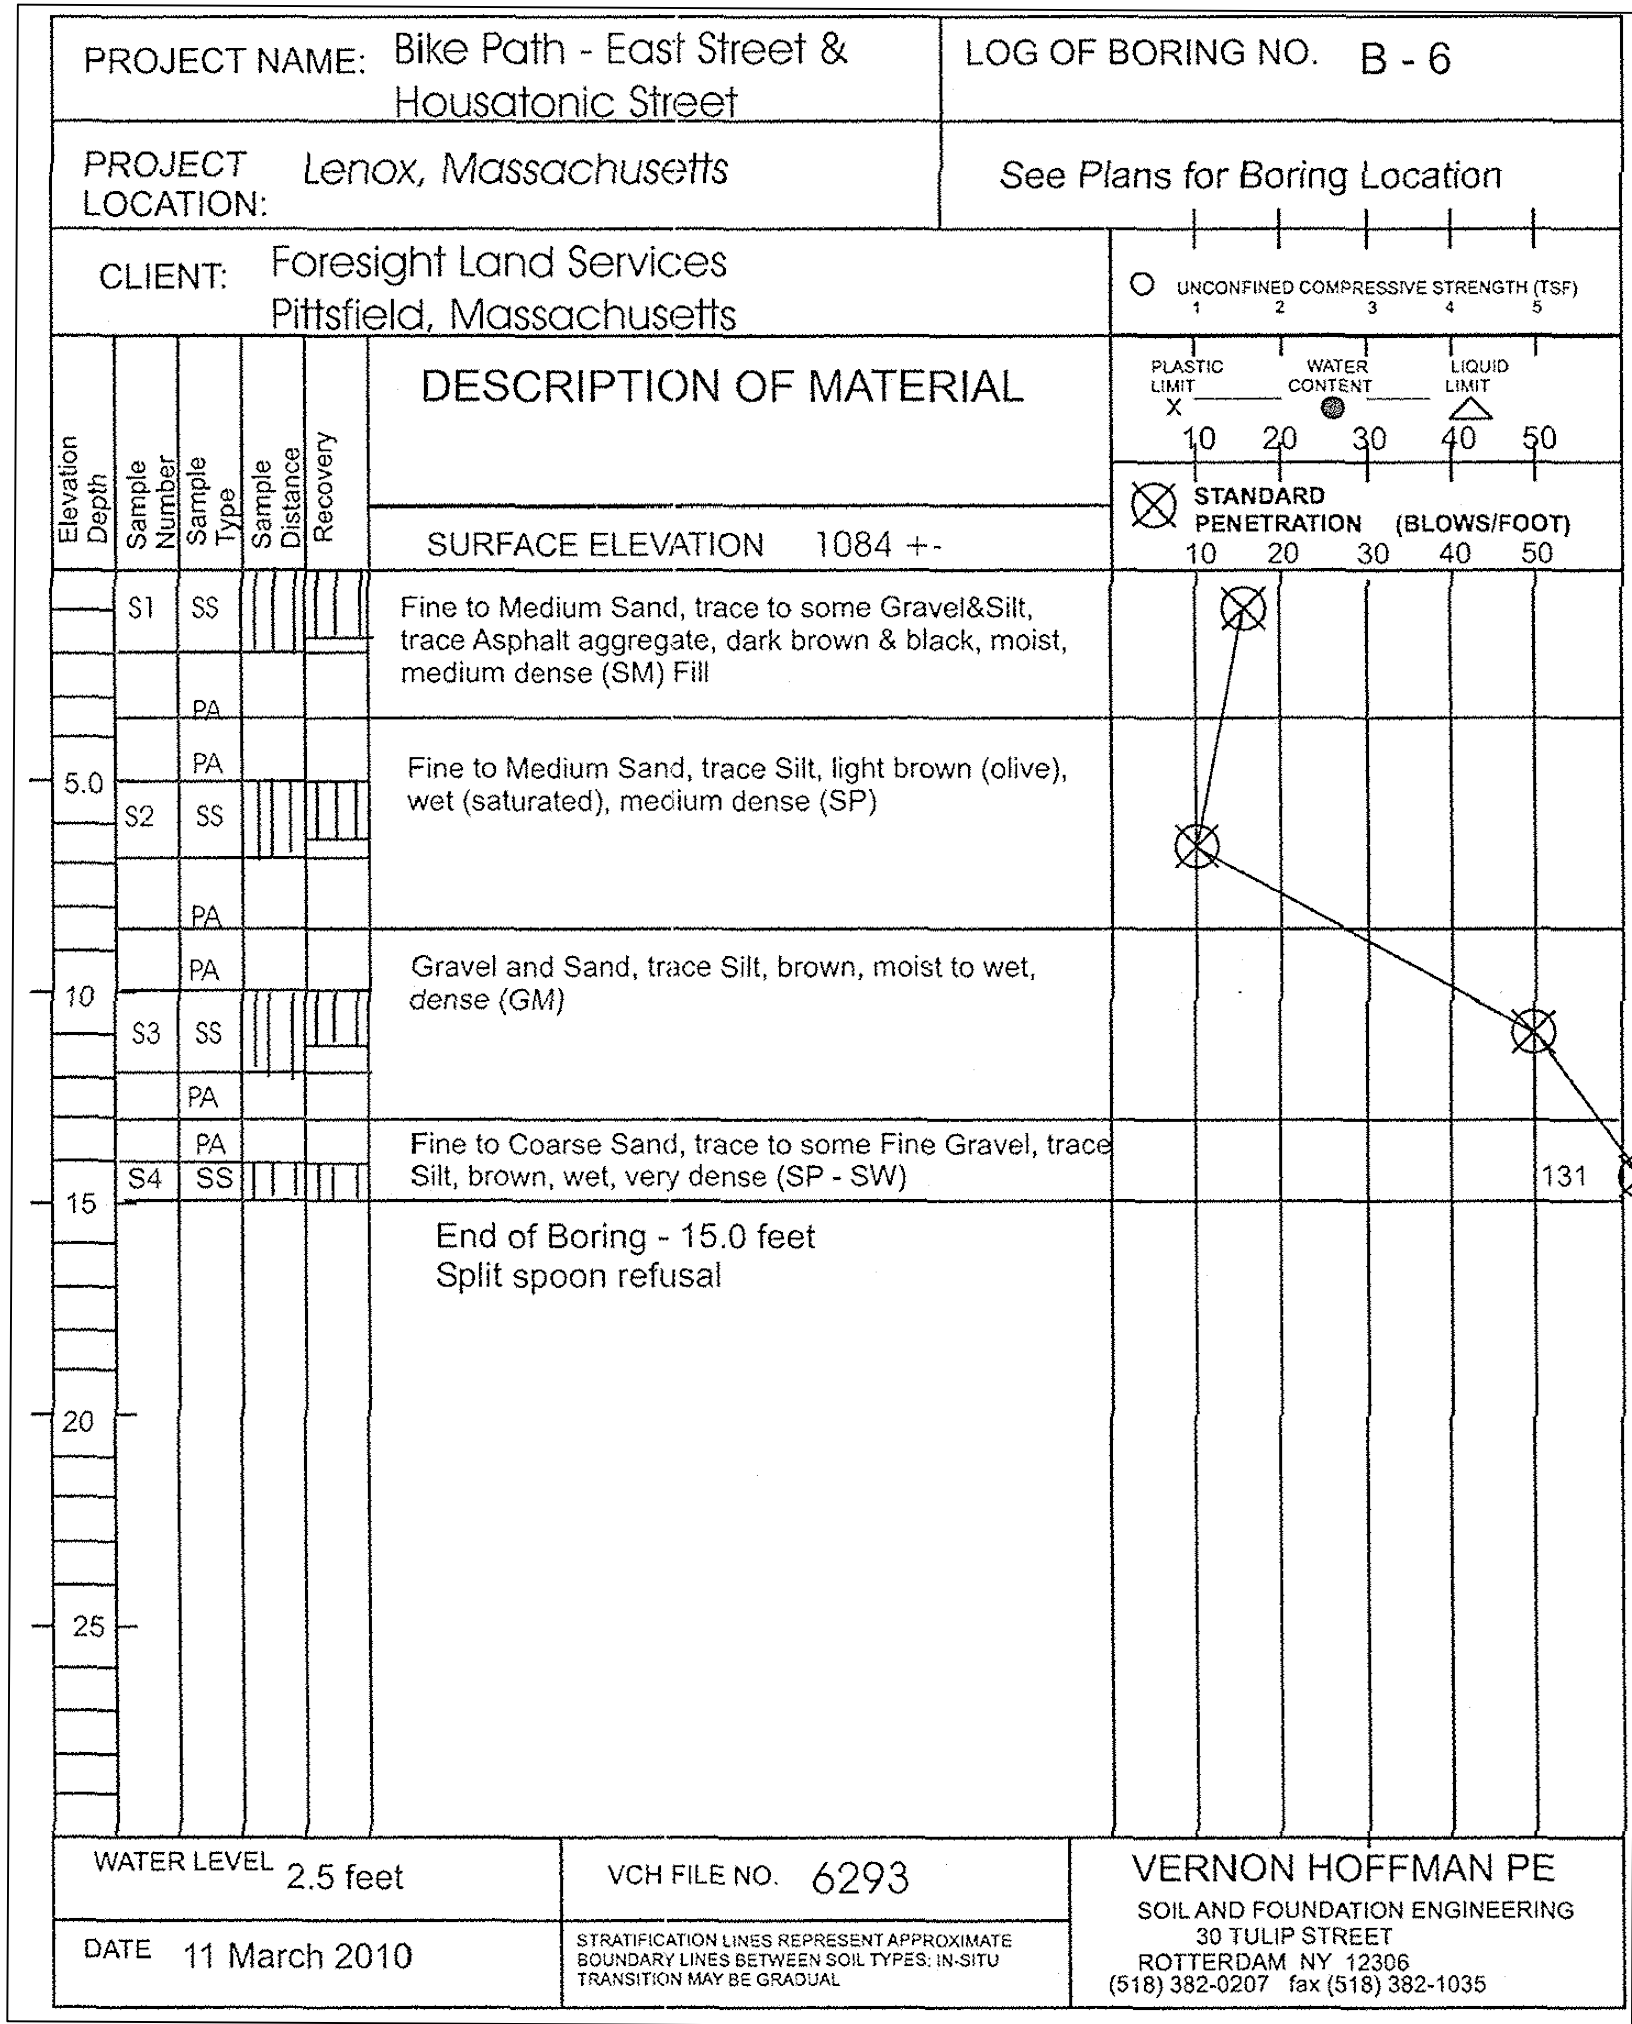 PROJECT NAME: Bike Path - East Street &
Housatonic Street
LOG OF BORING NO. B - 6
PROJECT LOCATION: Lenox, Massachusetts
See Plans for Boring Location
CLIENT: Foresight Land Services
Pittsfield, Massachusetts
UNCONFINED COMPRESSIVE STRENGTH (TSF)
1 2 3 4 5
Elevation Depth
Sample Number
Sample Type
Sample Distance
Recovery
DESCRIPTION OF MATERIAL
PLASTIC LIMIT
WATER CONTENT
LIQUID LIMIT
X
10 20 30 40 50
SURFACE ELEVATION 1084 +-
STANDARD
PENETRATION (BLOWS/FOOT)
10 20 30 40 50
S1 SS
Fine to Medium Sand, trace to some Gravel&Silt,
trace Asphalt aggregate, dark brown & black, moist,
medium dense (SM) Fill
PA
PA
5.0
Fine to Medium Sand, trace Silt, light brown (olive),
wet (saturated), medium dense (SP)
S2 SS
PA
PA
Gravel and Sand, trace Silt, brown, moist to wet,
dense (GM)
10
S3 SS
PA
PA
Fine to Coarse Sand, trace to some Fine Gravel, trace
Silt, brown, wet, very dense (SP - SW)
S4 SS
131
15
End of Boring - 15.0 feet
Split spoon refusal
20
25
WATER LEVEL 2.5 feet
VCH FILE NO. 6293
DATE 11 March 2010
STRATIFICATION LINES REPRESENT APPROXIMATE
BOUNDARY LINES BETWEEN SOIL TYPES: IN-SITU
TRANSITION MAY BE GRADUAL
VERNON HOFFMAN PE
SOIL AND FOUNDATION ENGINEERING
30 TULIP STREET
ROTTERDAM NY 12306
(518) 382-0207 fax (518) 382-1035